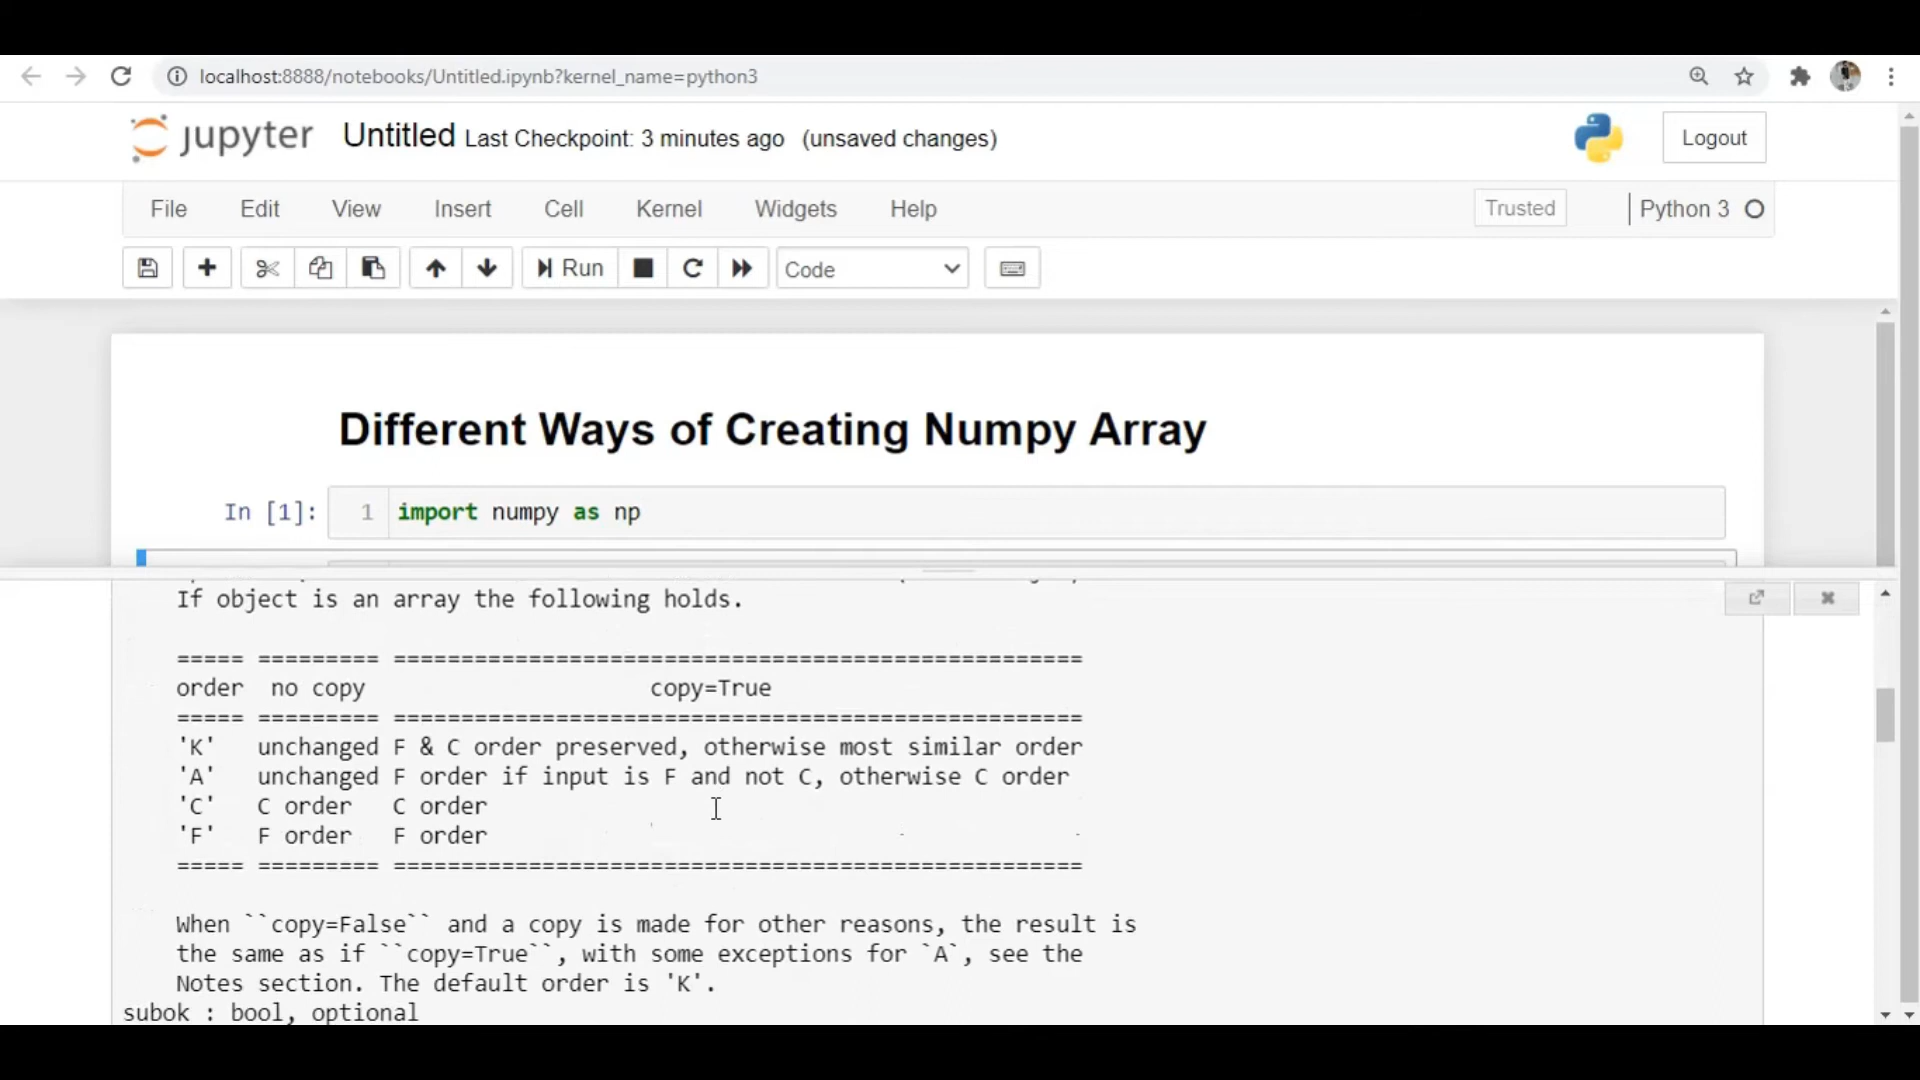 localhost:8888/notebooks/Untitled.ipynb?kernel_name=python3
jupyter Untitled Last Checkpoint: 3 minutes ago (unsaved changes)
Logout
File Edit View Insert Cell Kernel Widgets Help
Trusted
Python 3
Run
Code
Different Ways of Creating Numpy Array
In [1]: 1 import numpy as np
If object is an array the following holds.
===== ========= ===================================================
order  no copy                     copy=True
===== ========= ===================================================
'K'   unchanged F & C order preserved, otherwise most similar order
'A'   unchanged F order if input is F and not C, otherwise C order
'C'   C order   C order
'F'   F order   F order
===== ========= ===================================================
When ``copy=False`` and a copy is made for other reasons, the result is
the same as if ``copy=True``, with some exceptions for `A`, see the
Notes section. The default order is 'K'.
subok : bool, optional